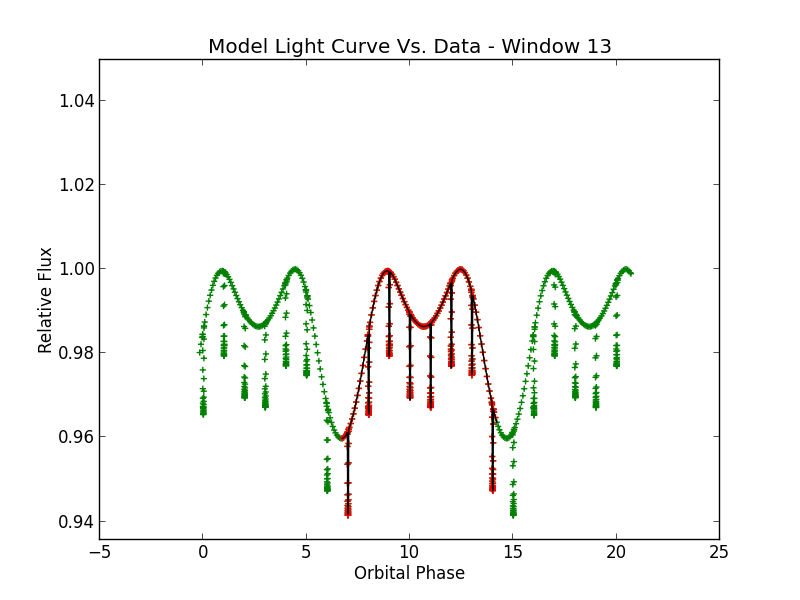 Model Light Curve Vs. Data - Window 13
1.04
1.02
1.00
0.98
0.96
0.94
Relative Flux
−5 0 5 10 15 20 25
Orbital Phase